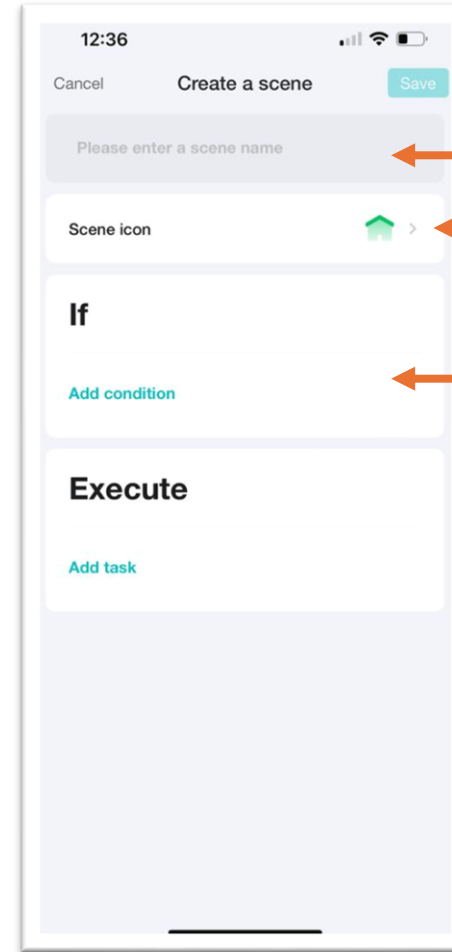 12:36
Cancel Create a scene Save
Please enter a scene name
Scene icon
If
Add condition
Execute
Add task